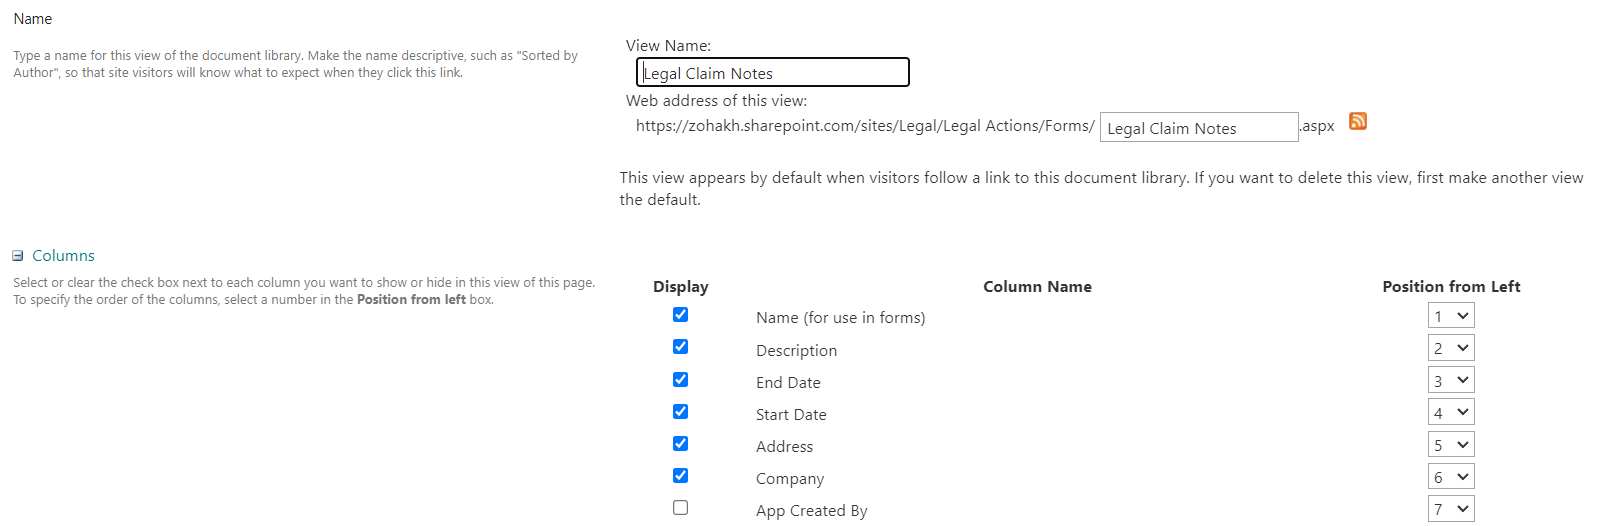 Name
Type a name for this view of the document library. Make the name descriptive, such as "Sorted by
Author", so that site visitors will know what to expect when they click this link.
View Name:
Legal Claim Notes
Web address of this view:
https://zohakh.sharepoint.com/sites/Legal/Legal Actions/Forms/ Legal Claim Notes .aspx
This view appears by default when visitors follow a link to this document library. If you want to delete this view, first make another view
the default.
Columns
Select or clear the check box next to each column you want to show or hide in this view of this page.
To specify the order of the columns, select a number in the Position from left box.
Display Column Name Position from Left
Name (for use in forms) 1
Description 2
End Date 3
Start Date 4
Address 5
Company 6
App Created By 7